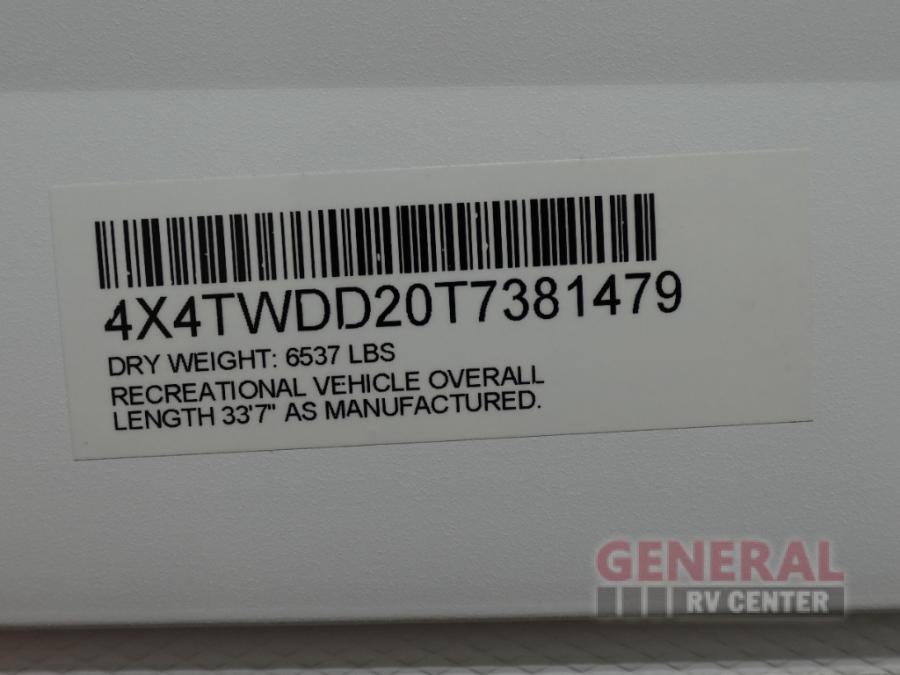 4X4TWDD20T7381479
DRY WEIGHT: 6537 LBS
RECREATIONAL VEHICLE OVERALL
LENGTH 33'7" AS MANUFACTURED.
GENERAL
RV CENTER